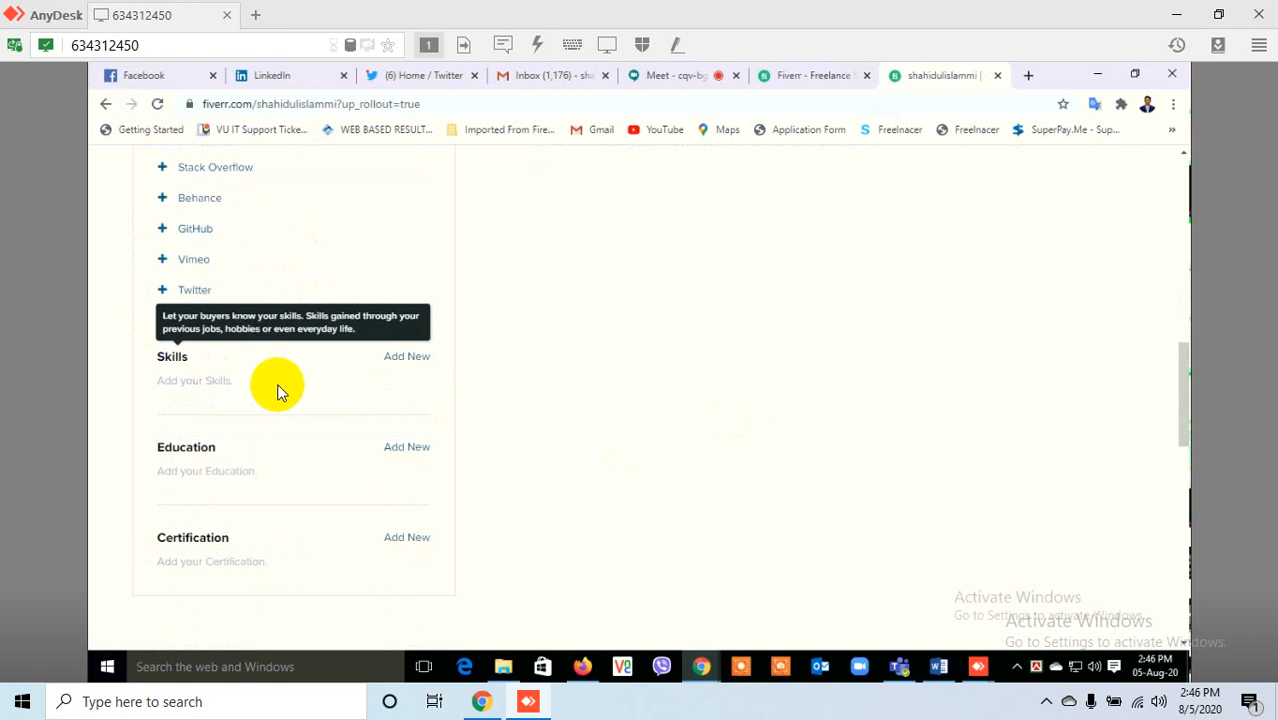 AnyDesk
634312450
634312450
1
Facebook
LinkedIn
(6) Home / Twitter
Inbox (1,176) - sha
Meet - cqv-bg
Fiverr - Freelance S
shahidulislammi |
fiverr.com/shahidulislammi?up_rollout=true
Getting Started
VU IT Support Ticke...
WEB BASED RESULT...
Imported From Fire...
Gmail
YouTube
Maps
Application Form
Freelnacer
Freelnacer
SuperPay.Me - Sup...
Stack Overflow
Behance
GitHub
Vimeo
Twitter
Let your buyers know your skills. Skills gained through your
previous jobs, hobbies or even everyday life.
Skills
Add New
Add your Skills.
Education
Add New
Add your Education.
Certification
Add New
Add your Certification.
Activate Windows
Go to Settings to activate Windows.
Activate Windows
Go to Settings to activate Windows.
Search the web and Windows
2:46 PM
05-Aug-20
Type here to search
2:46 PM
8/5/2020